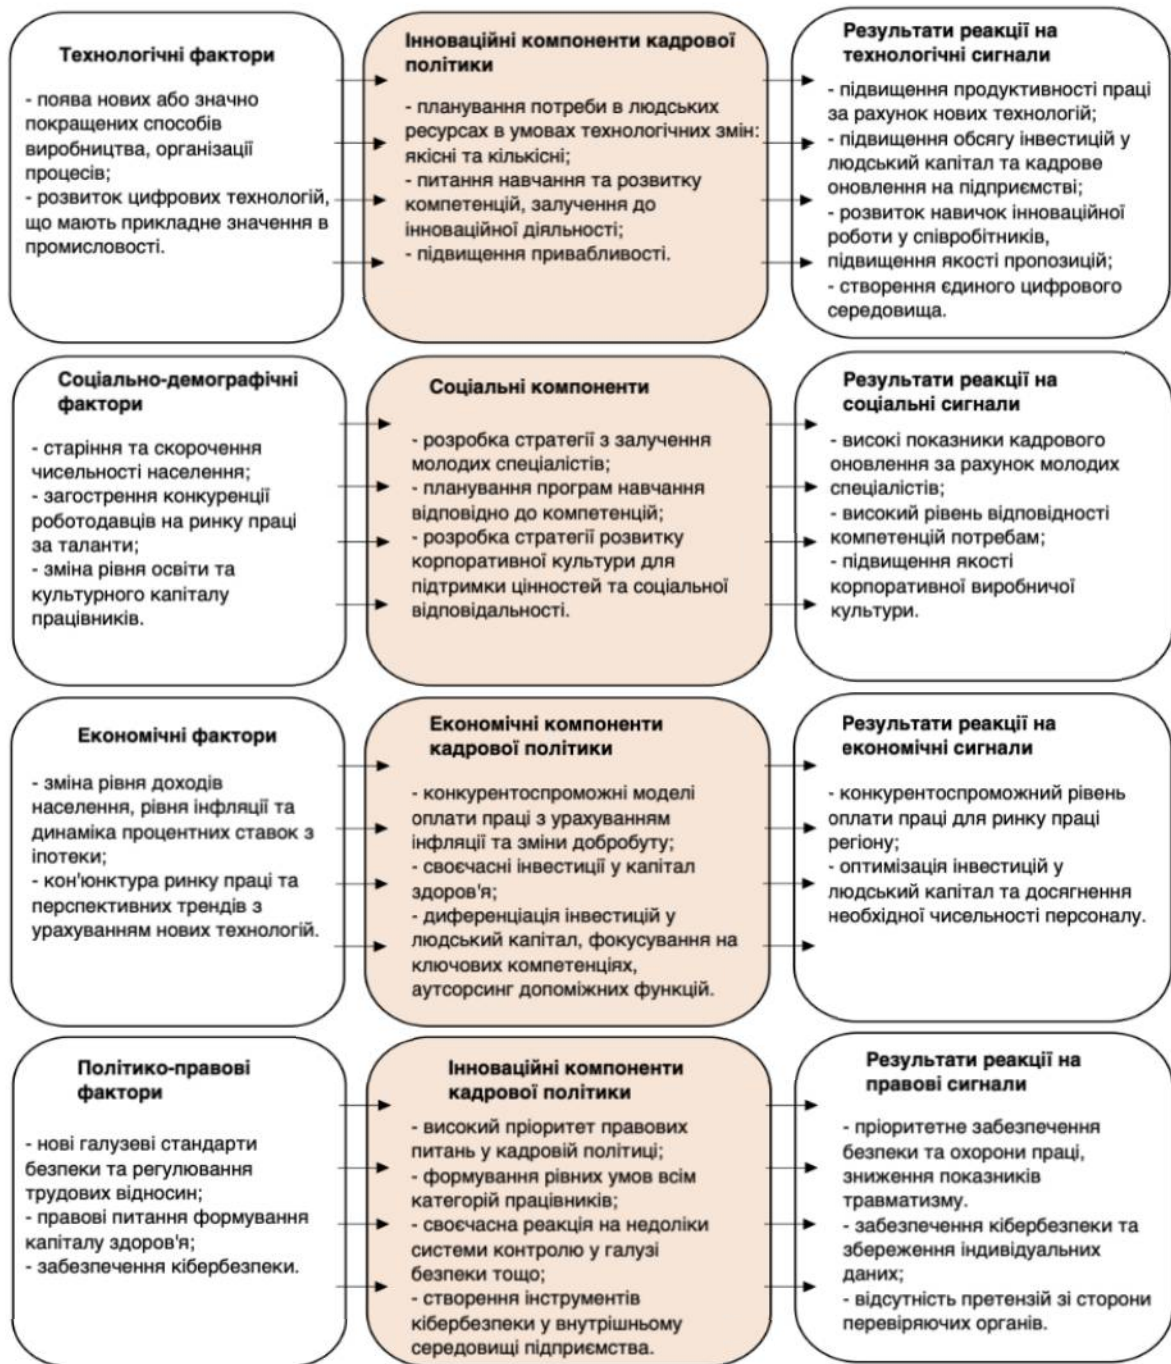 Технологічні фактори
- поява нових або значно
покращених способів
виробництва, організації
процесів;
- розвиток цифрових технологій,
що мають прикладне значення в
промисловості.
Інноваційні компоненти кадрової
політики
- планування потреби в людських
ресурсах в умовах технологічних змін:
якісні та кількісні;
- питання навчання та розвитку
компетенцій, залучення до
інноваційної діяльності;
- підвищення привабливості.
Результати реакції на
технологічні сигнали
- підвищення продуктивності праці
за рахунок нових технологій;
- підвищення обсягу інвестицій у
людський капітал та кадрове
оновлення на підприємстві;
- розвиток навичок інноваційної
роботи у співробітників,
підвищення якості пропозицій;
- створення єдиного цифрового
середовища.
Соціально-демографічні
фактори
- старіння та скорочення
чисельності населення;
- загострення конкуренції
роботодавців на ринку праці
за таланти;
- зміна рівня освіти та
культурного капіталу
працівників.
Соціальні компоненти
- розробка стратегії з залучення
молодих спеціалістів;
- планування програм навчання
відповідно до компетенцій;
- розробка стратегії розвитку
корпоративної культури для
підтримки цінностей та соціальної
відповідальності.
Результати реакції на
соціальні сигнали
- високі показники кадрового
оновлення за рахунок молодих
спеціалістів;
- високий рівень відповідності
компетенцій потребам;
- підвищення якості
корпоративної виробничої
культури.
Економічні фактори
- зміна рівня доходів
населення, рівня інфляції та
динаміка процентних ставок з
іпотеки;
- кон'юнктура ринку праці та
перспективних трендів з
урахуванням нових технологій.
Економічні компоненти
кадрової політики
- конкурентоспроможні моделі
оплати праці з урахуванням
інфляції та зміни добробуту;
- своєчасні інвестиції у капітал
здоров'я;
- диференціація інвестицій у
людський капітал, фокусування на
ключових компетенціях,
аутсорсинг допоміжних функцій.
Результати реакції на
економічні сигнали
- конкурентоспроможний рівень
оплати праці для ринку праці
регіону;
- оптимізація інвестицій у
людський капітал та досягнення
необхідної чисельності персоналу.
Політико-правові
фактори
- нові галузеві стандарти
безпеки та регулювання
трудових відносин;
- правові питання формування
капіталу здоров'я;
- забезпечення кібербезпеки.
Інноваційні компоненти
кадрової політики
- високий пріоритет правових
питань у кадровій політиці;
- формування рівних умов всім
категорій працівників;
- своєчасна реакція на недоліки
системи контролю у галузі
безпеки тощо;
- створення інструментів
кібербезпеки у внутрішньому
середовищі підприємства.
Результати реакції на
правові сигнали
- пріоритетне забезпечення
безпеки та охорони праці,
зниження показників
травматизму.
- забезпечення кібербезпеки та
збереження індивідуальних
даних;
- відсутність претензій зі сторони
перевіряючих органів.